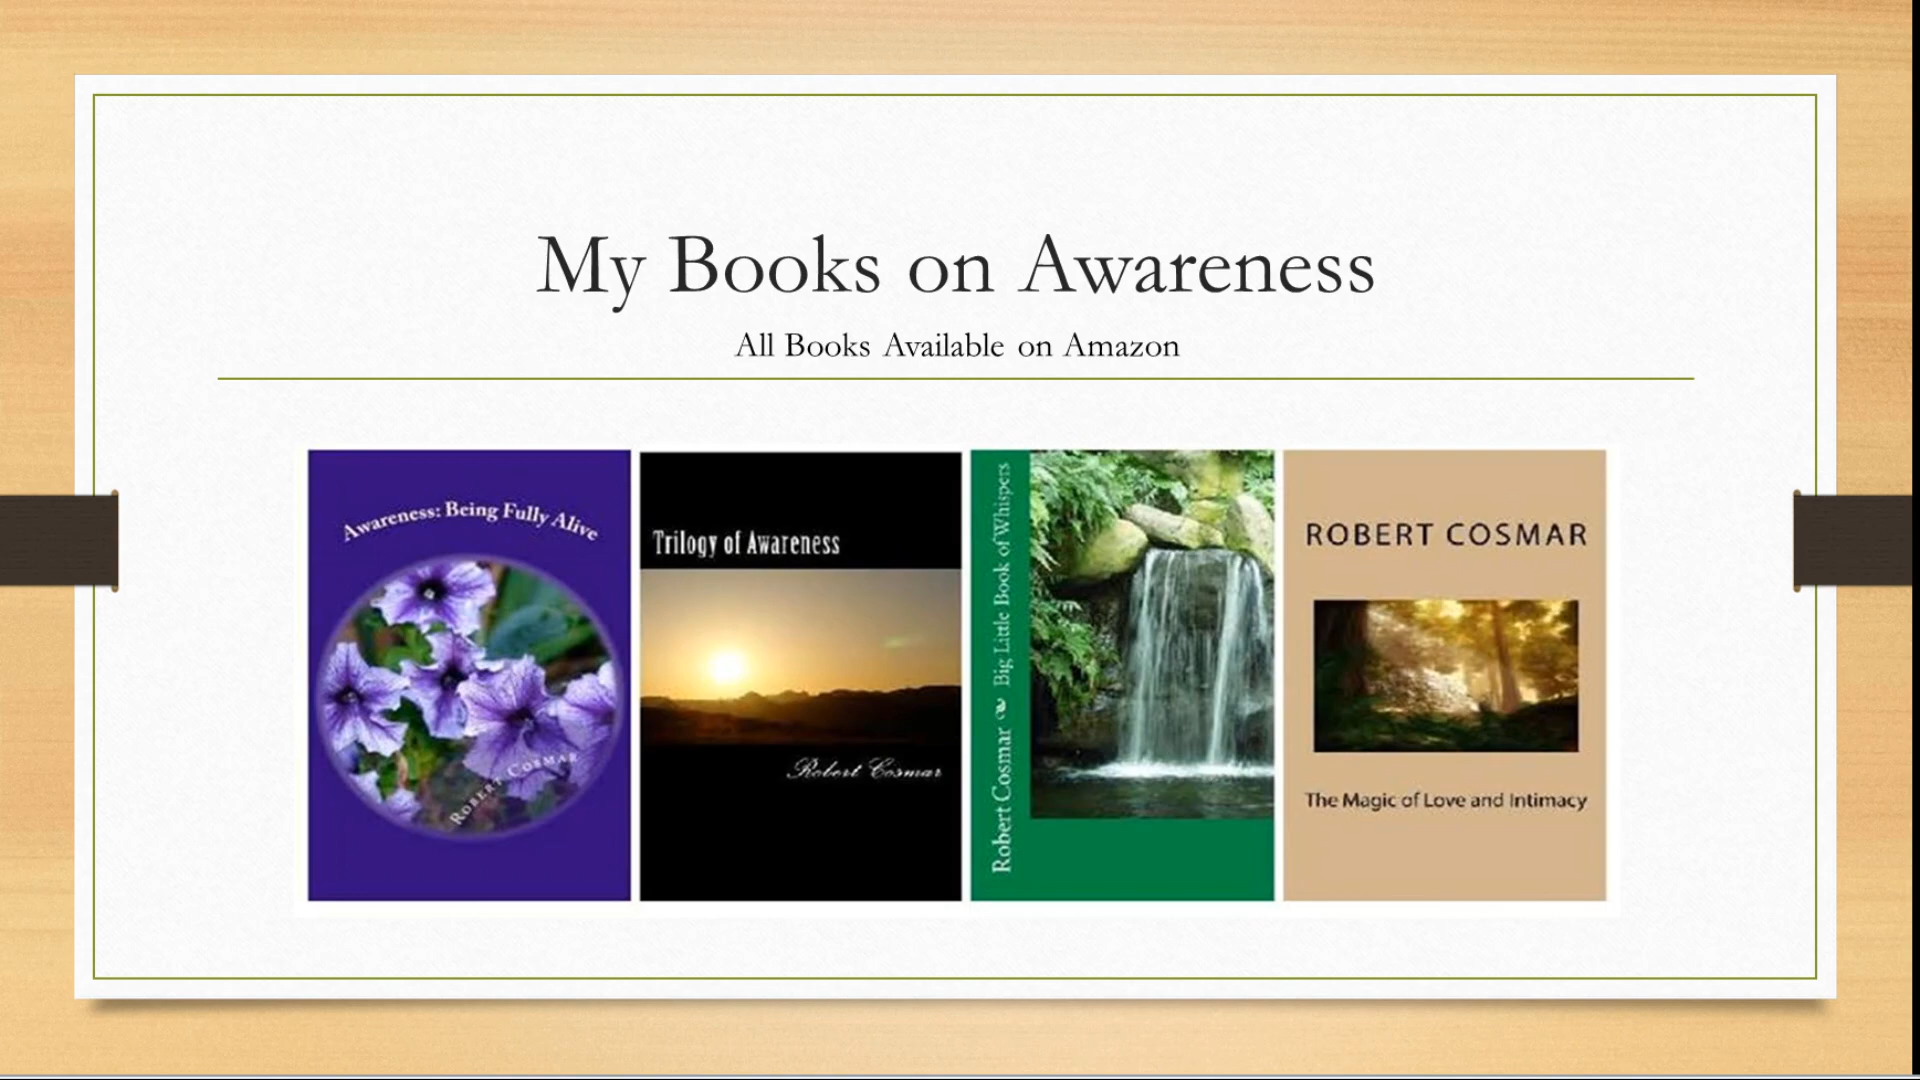 My Books on Awareness
All Books Available on Amazon
Awareness: Being Fully Alive
ROBERT COSMAR
Trilogy of Awareness
Robert Cosmar
Robert Cosmar Big Little Book of Whispers
ROBERT COSMAR
The Magic of Love and Intimacy